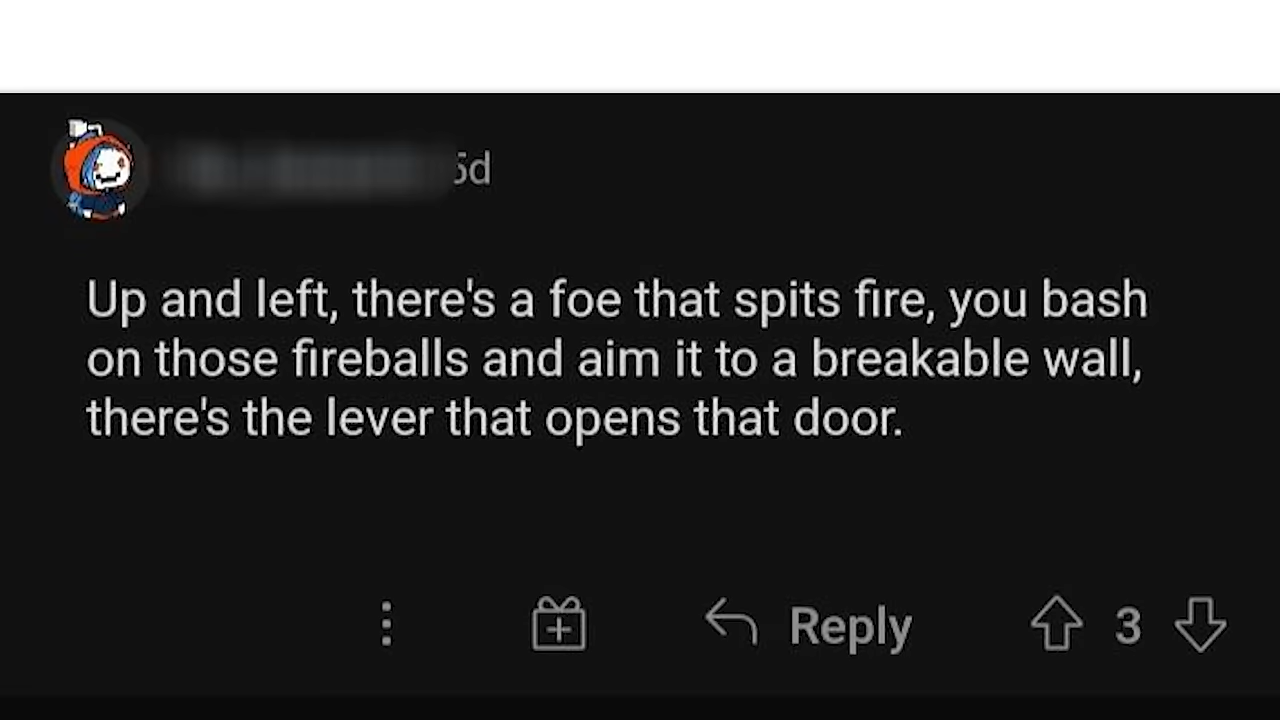 5d
Up and left, there's a foe that spits fire, you bash
on those fireballs and aim it to a breakable wall,
there's the lever that opens that door.
Reply 3